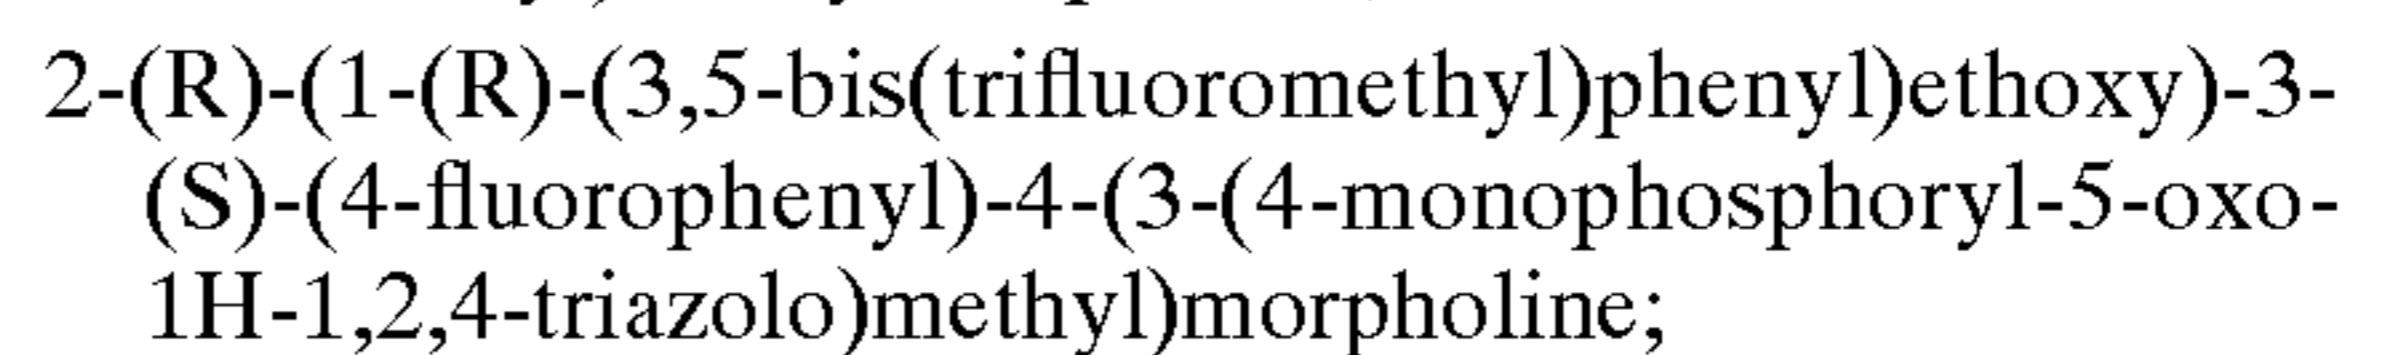 2-(R)-(1-(R)-(3,5-bis(trifluoromethyl)phenyl)ethoxy)-3-
(S)-(4-fluorophenyl)-4-(3-(4-monophosphoryl-5-oxo-
1H-1,2,4-triazolo)methyl)morpholine;